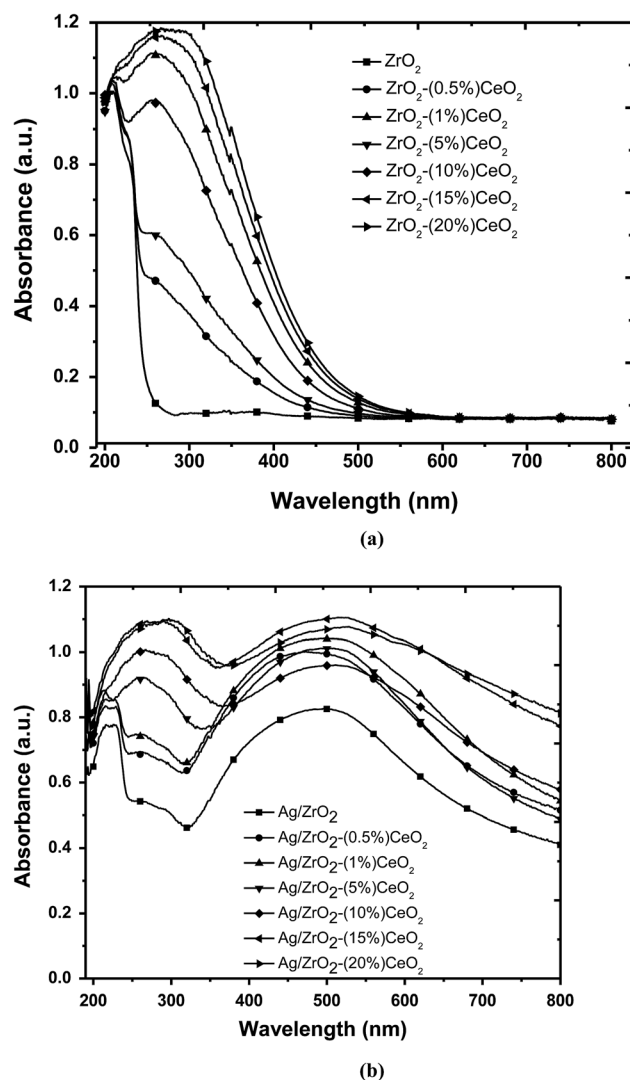 1.2
1.0
0.8
0.6
0.4
0.2
0.0
Absorbance (a.u.)
ZrO2
ZrO2-(0.5%)CeO2
ZrO2-(1%)CeO2
ZrO2-(5%)CeO2
ZrO2-(10%)CeO2
ZrO2-(15%)CeO2
ZrO2-(20%)CeO2
200 300 400 500 600 700 800
Wavelength (nm)
(a)
1.2
1.0
0.8
0.6
0.4
0.2
0.0
Absorbance (a.u.)
Ag/ZrO2
Ag/ZrO2-(0.5%)CeO2
Ag/ZrO2-(1%)CeO2
Ag/ZrO2-(5%)CeO2
Ag/ZrO2-(10%)CeO2
Ag/ZrO2-(15%)CeO2
Ag/ZrO2-(20%)CeO2
200 300 400 500 600 700 800
Wavelength (nm)
(b)